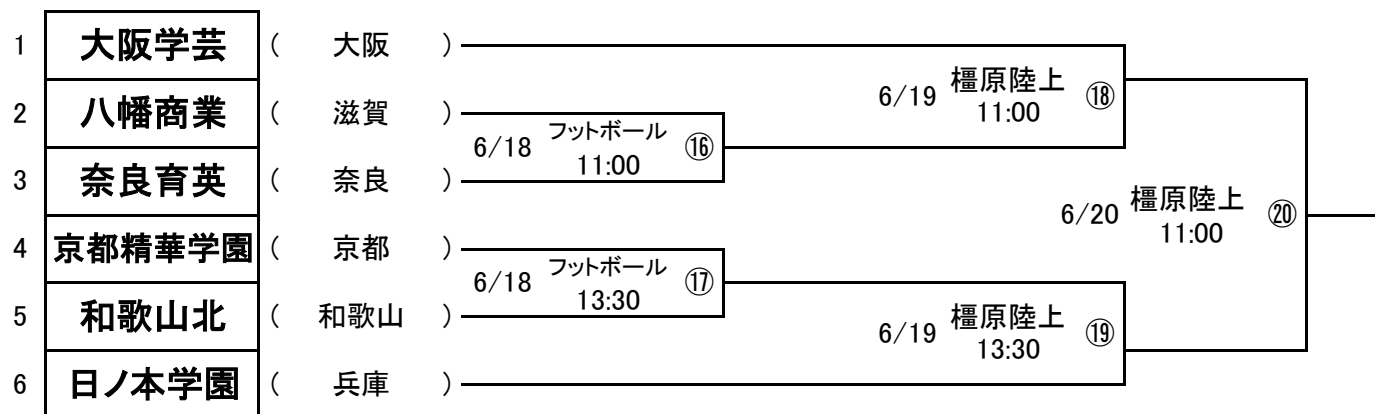 1 大阪学芸 ( 大阪 )
6/19 橿原陸上 11:00 ⑱
2 八幡商業 ( 滋賀 )
6/18 フットボール 11:00 ⑯
3 奈良育英 ( 奈良 )
6/20 橿原陸上 11:00 ⑳
4 京都精華学園 ( 京都 )
6/18 フットボール 13:30 ⑰
5 和歌山北 ( 和歌山 )
6/19 橿原陸上 13:30 ⑲
6 日ノ本学園 ( 兵庫 )